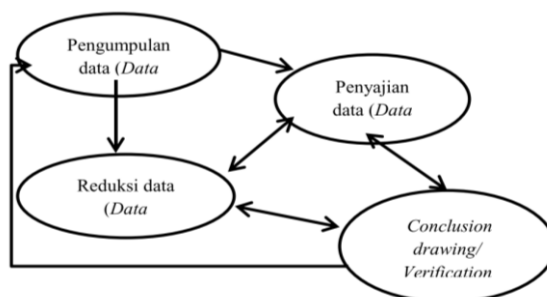 Pengumpulan
data (Data
Penyajian
data (Data
Reduksi data
(Data
Conclusion
drawing/
Verification